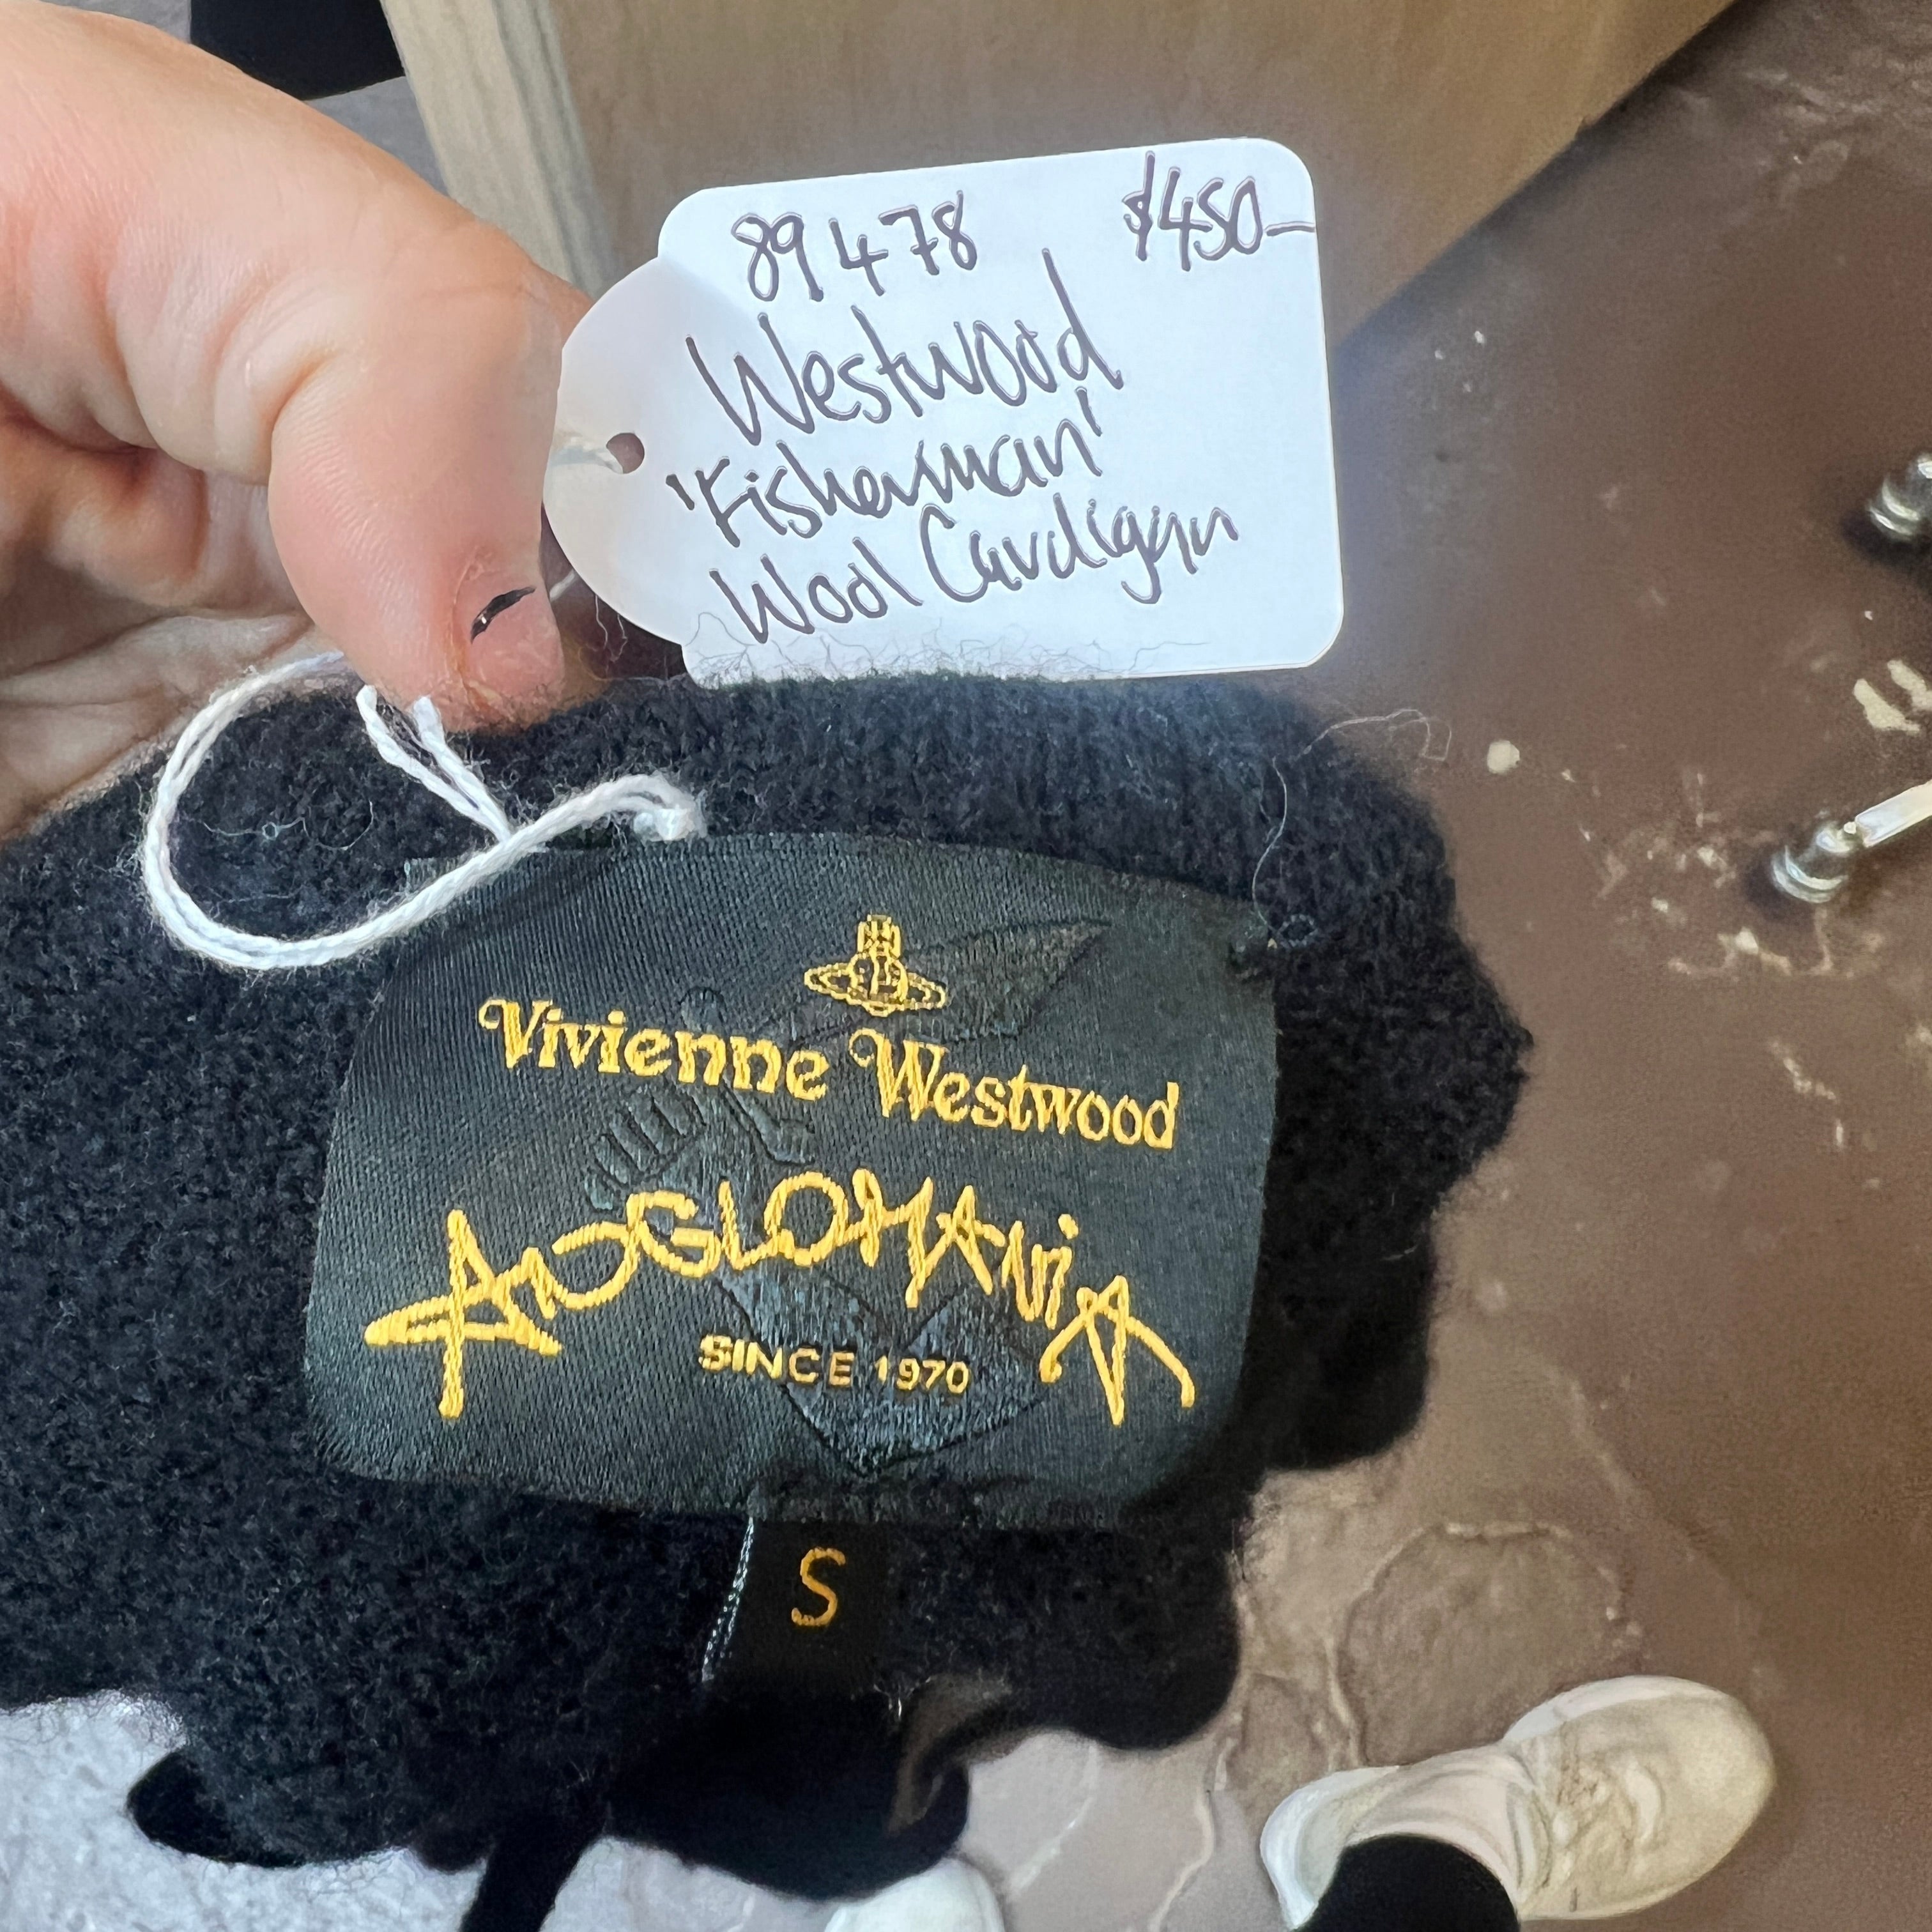 89478 $450-
Westwood
'Fisherman'
Wool Cardigan
Vivienne Westwood
ANGLOMANiA
SINCE 1970
S